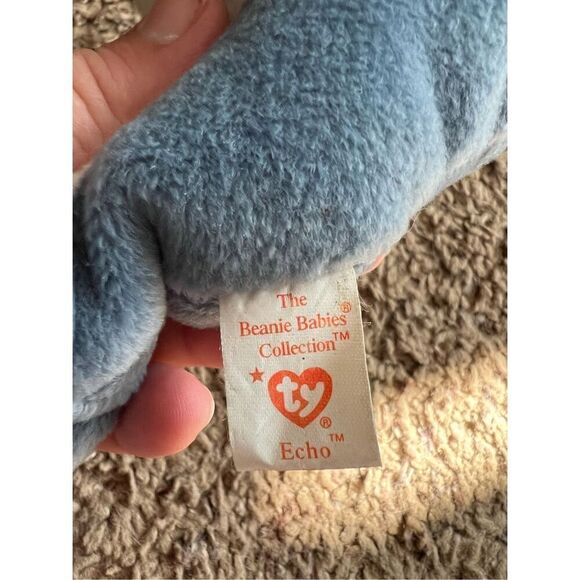 The
Beanie Babies®
Collection™
ty®
Echo™